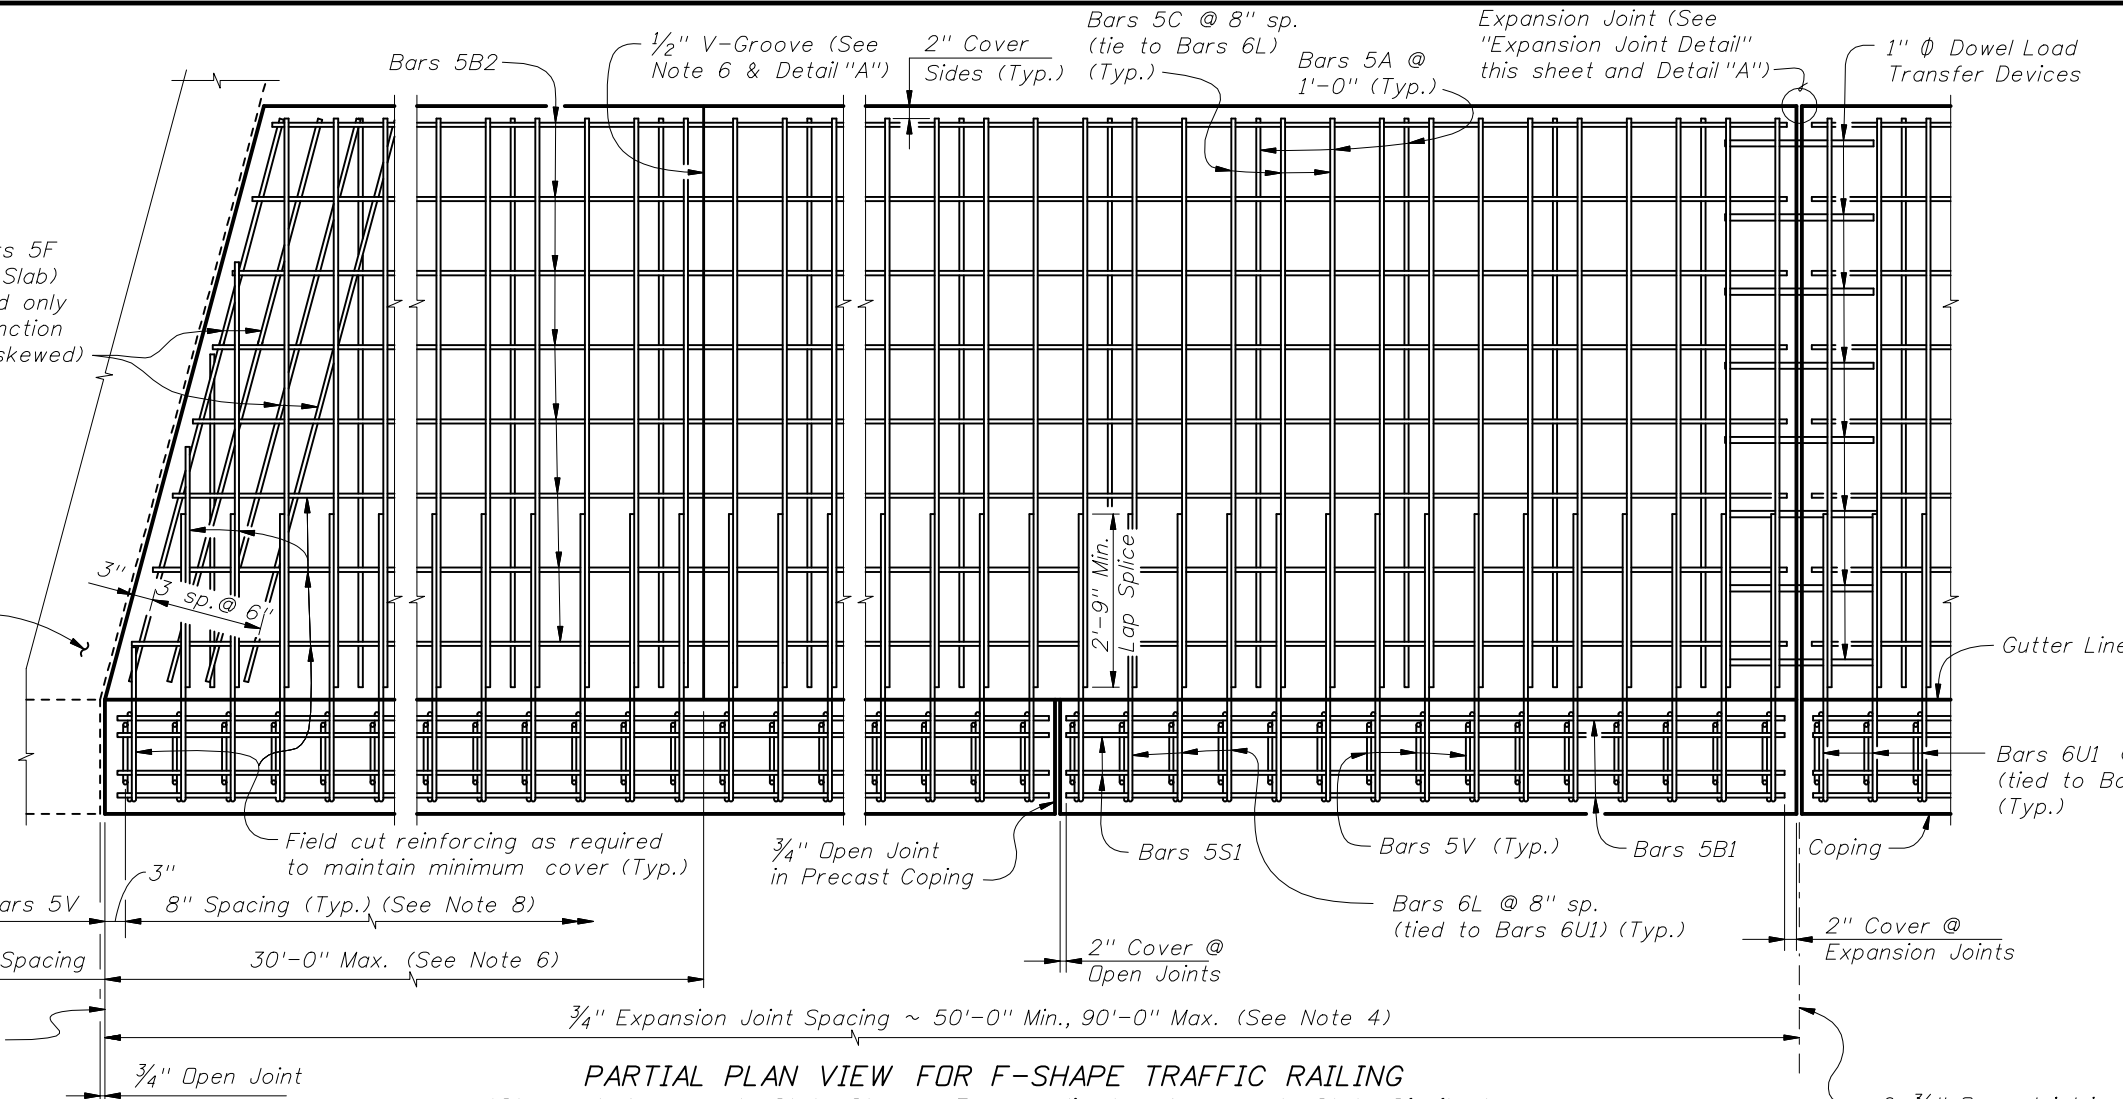 Bars 5B2
½" V-Groove (See
Note 6 & Detail "A")
2" Cover
Sides (Typ.)
Bars 5C @ 8" sp.
(tie to Bars 6L)
(Typ.)
Bars 5A @
1'-0" (Typ.)
Expansion Joint (See
"Expansion Joint Detail"
this sheet and Detail "A")
1" ϕ Dowel Load
Transfer Devices
5F
Slab)
only
skewed)
3"
3 sp.@ 6"
2'-9" Min.
Lap Splice
Gutter Line
Bars 6U1
(tied to
(Typ.)
Field cut reinforcing as required
to maintain minimum cover (Typ.)
¾" Open Joint
in Precast Coping
Bars 5S1
Bars 5V (Typ.)
Bars 5B1
Coping
5V
3"
8" Spacing (Typ.) (See Note 8)
Bars 6L @ 8" sp.
(tied to Bars 6U1) (Typ.)
2" Cover @
Expansion Joints
Spacing
30'-0" Max. (See Note 6)
2" Cover @
Open Joints
¾" Expansion Joint Spacing ~ 50'-0" Min., 90'-0" Max. (See Note 4)
¾" Open Joint
PARTIAL PLAN VIEW FOR F-SHAPE TRAFFIC RAILING